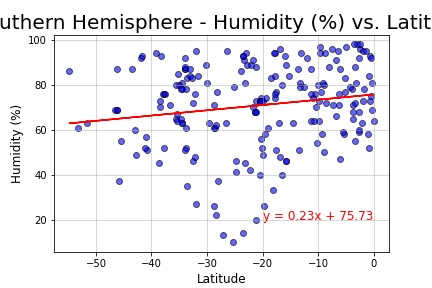 uthern Hemisphere - Humidity (%) vs. Latit
100
80
60
40
20
Humidity (%)
y = 0.23x + 75.73
−50 −40 −30 −20 −10 0
Latitude